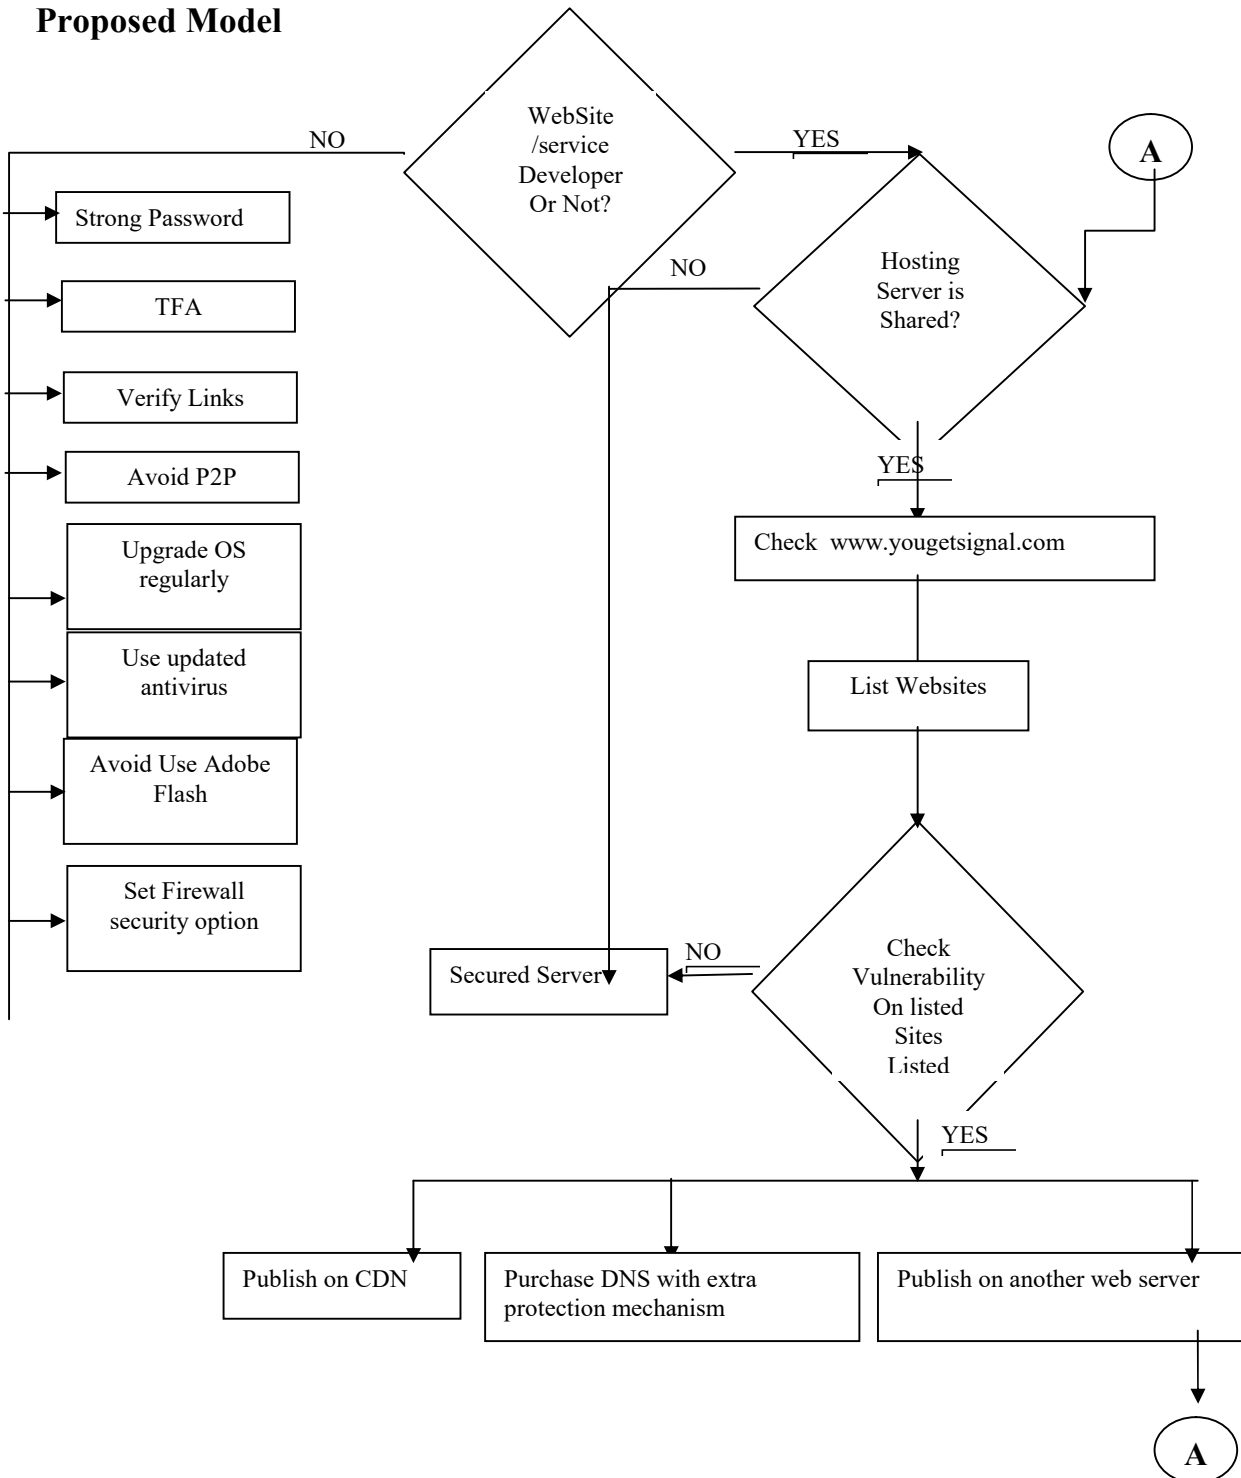 Proposed Model
WebSite
/service
Developer
Or Not?
NO
YES
A
Strong Password
TFA
Verify Links
Avoid P2P
Upgrade OS
regularly
Use updated
antivirus
Avoid Use Adobe
Flash
Set Firewall
security option
NO
Hosting
Server is
Shared?
YES
Check www.yougetsignal.com
List Websites
Check
Vulnerability
On listed
Sites
Listed
NO
Secured Server
YES
Publish on CDN
Purchase DNS with extra
protection mechanism
Publish on another web server
A